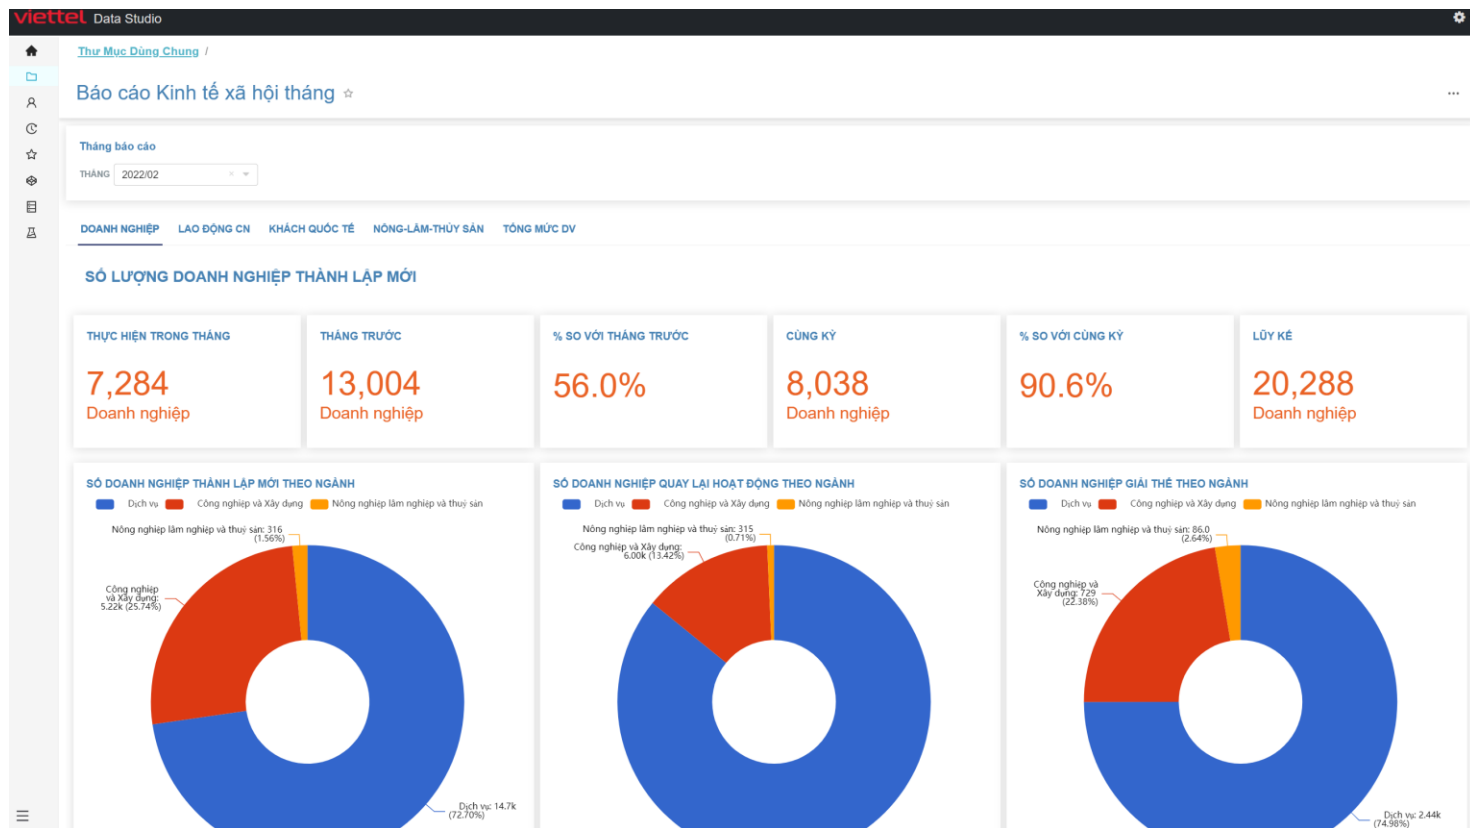 viettel Data Studio
Thư Mục Dùng Chung /
Báo cáo Kinh tế xã hội tháng
Tháng báo cáo
THÁNG 2022/02
DOANH NGHIỆP LAO ĐỘNG CN KHÁCH QUỐC TẾ NÔNG-LÂM-THỦY SẢN TỔNG MỨC DV
SỐ LƯỢNG DOANH NGHIỆP THÀNH LẬP MỚI
THỰC HIỆN TRONG THÁNG
7,284
Doanh nghiệp
THÁNG TRƯỚC
13,004
Doanh nghiệp
% SO VỚI THÁNG TRƯỚC
56.0%
CÙNG KỲ
8,038
Doanh nghiệp
% SO VỚI CÙNG KỲ
90.6%
LŨY KẾ
20,288
Doanh nghiệp
SỐ DOANH NGHIỆP THÀNH LẬP MỚI THEO NGÀNH
Dịch vụ Công nghiệp và Xây dựng Nông nghiệp lâm nghiệp và thuỷ sản
Nông nghiệp lâm nghiệp và thuỷ sản: 316
(1.56%)
Công nghiệp
và Xây dựng:
5.22k (25.74%)
Dịch vụ: 14.7k
(72.70%)
SỐ DOANH NGHIỆP QUAY LẠI HOẠT ĐỘNG THEO NGÀNH
Dịch vụ Công nghiệp và Xây dựng Nông nghiệp lâm nghiệp và thuỷ sản
Nông nghiệp lâm nghiệp và thuỷ sản: 315
(0.71%)
Công nghiệp và Xây dựng:
6.00k (13.42%)
SỐ DOANH NGHIỆP GIẢI THỂ THEO NGÀNH
Dịch vụ Công nghiệp và Xây dựng Nông nghiệp lâm nghiệp và thuỷ sản
Nông nghiệp lâm nghiệp và thuỷ sản: 86.0
(2.64%)
Công nghiệp và
Xây dựng: 729
(22.38%)
Dịch vụ: 2.44k
(74.98%)